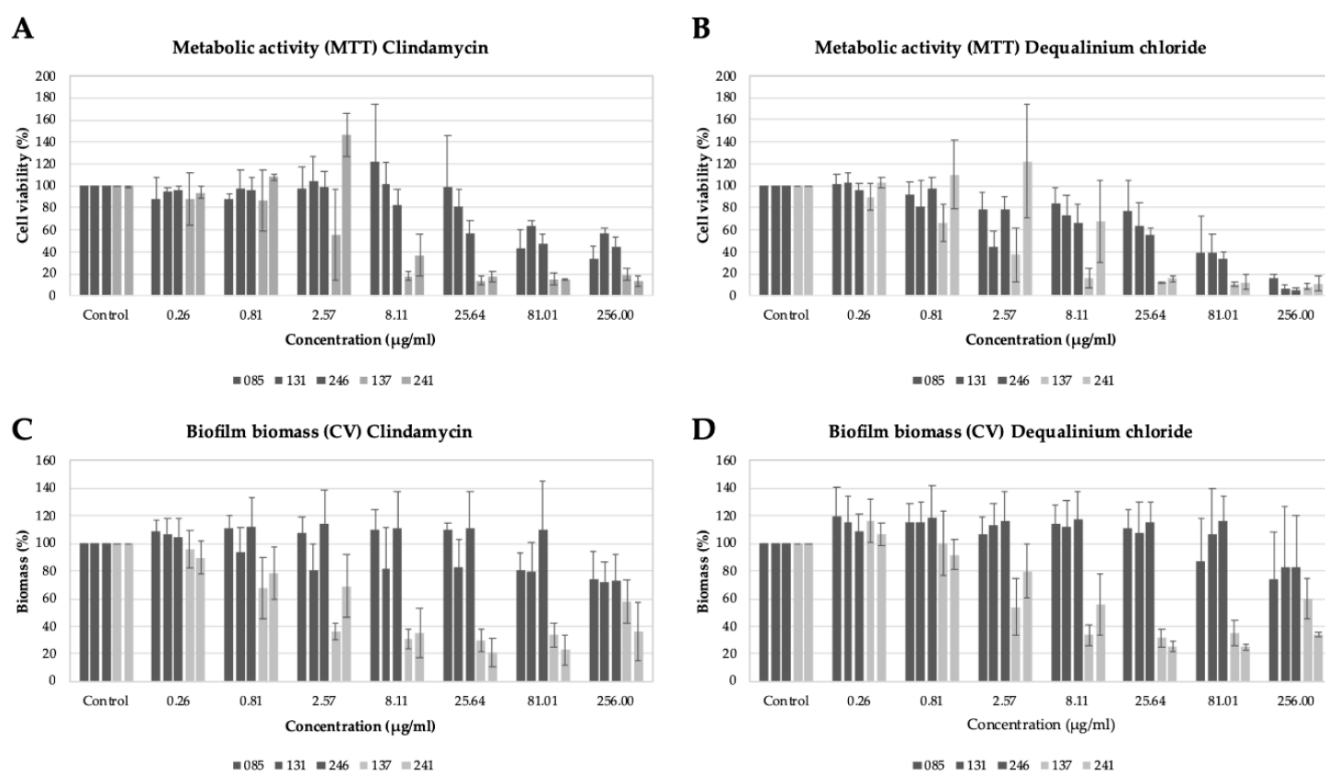 A
Metabolic activity (MTT) Clindamycin
Cell viability (%)
200
180
160
140
120
100
80
60
40
20
0
Control 0.26 0.81 2.57 8.11 25.64 81.01 256.00
Concentration (µg/ml)
085 131 246 137 241
B
Metabolic activity (MTT) Dequalinium chloride
Cell viability (%)
200
180
160
140
120
100
80
60
40
20
0
Control 0.26 0.81 2.57 8.11 25.64 81.01 256.00
Concentration (µg/ml)
085 131 246 137 241
C
Biofilm biomass (CV) Clindamycin
Biomass (%)
160
140
120
100
80
60
40
20
0
Control 0.26 0.81 2.57 8.11 25.64 81.01 256.00
Concentration (µg/ml)
085 131 246 137 241
D
Biofilm biomass (CV) Dequalinium chloride
Biomass (%)
160
140
120
100
80
60
40
20
0
Control 0.26 0.81 2.57 8.11 25.64 81.01 256.00
Concentration (µg/ml)
085 131 246 137 241